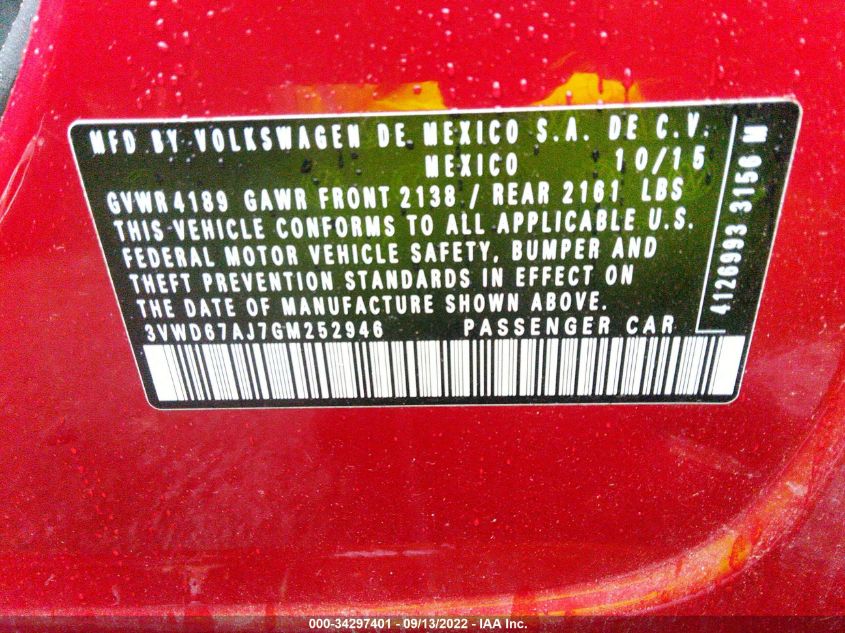 MFD BY VOLKSWAGEN DE MEXICO S.A. DE C.V.
MEXICO 10/15
GVWR 4189 GAWR FRONT 2138 / REAR 2161 LBS
THIS VEHICLE CONFORMS TO ALL APPLICABLE U.S.
FEDERAL MOTOR VEHICLE SAFETY, BUMPER AND
THEFT PREVENTION STANDARDS IN EFFECT ON
THE DATE OF MANUFACTURE SHOWN ABOVE.
3VWD67AJ7GM252946 PASSENGER CAR
4126993 3156 M
000-34297401 - 09/13/2022 - IAA Inc.